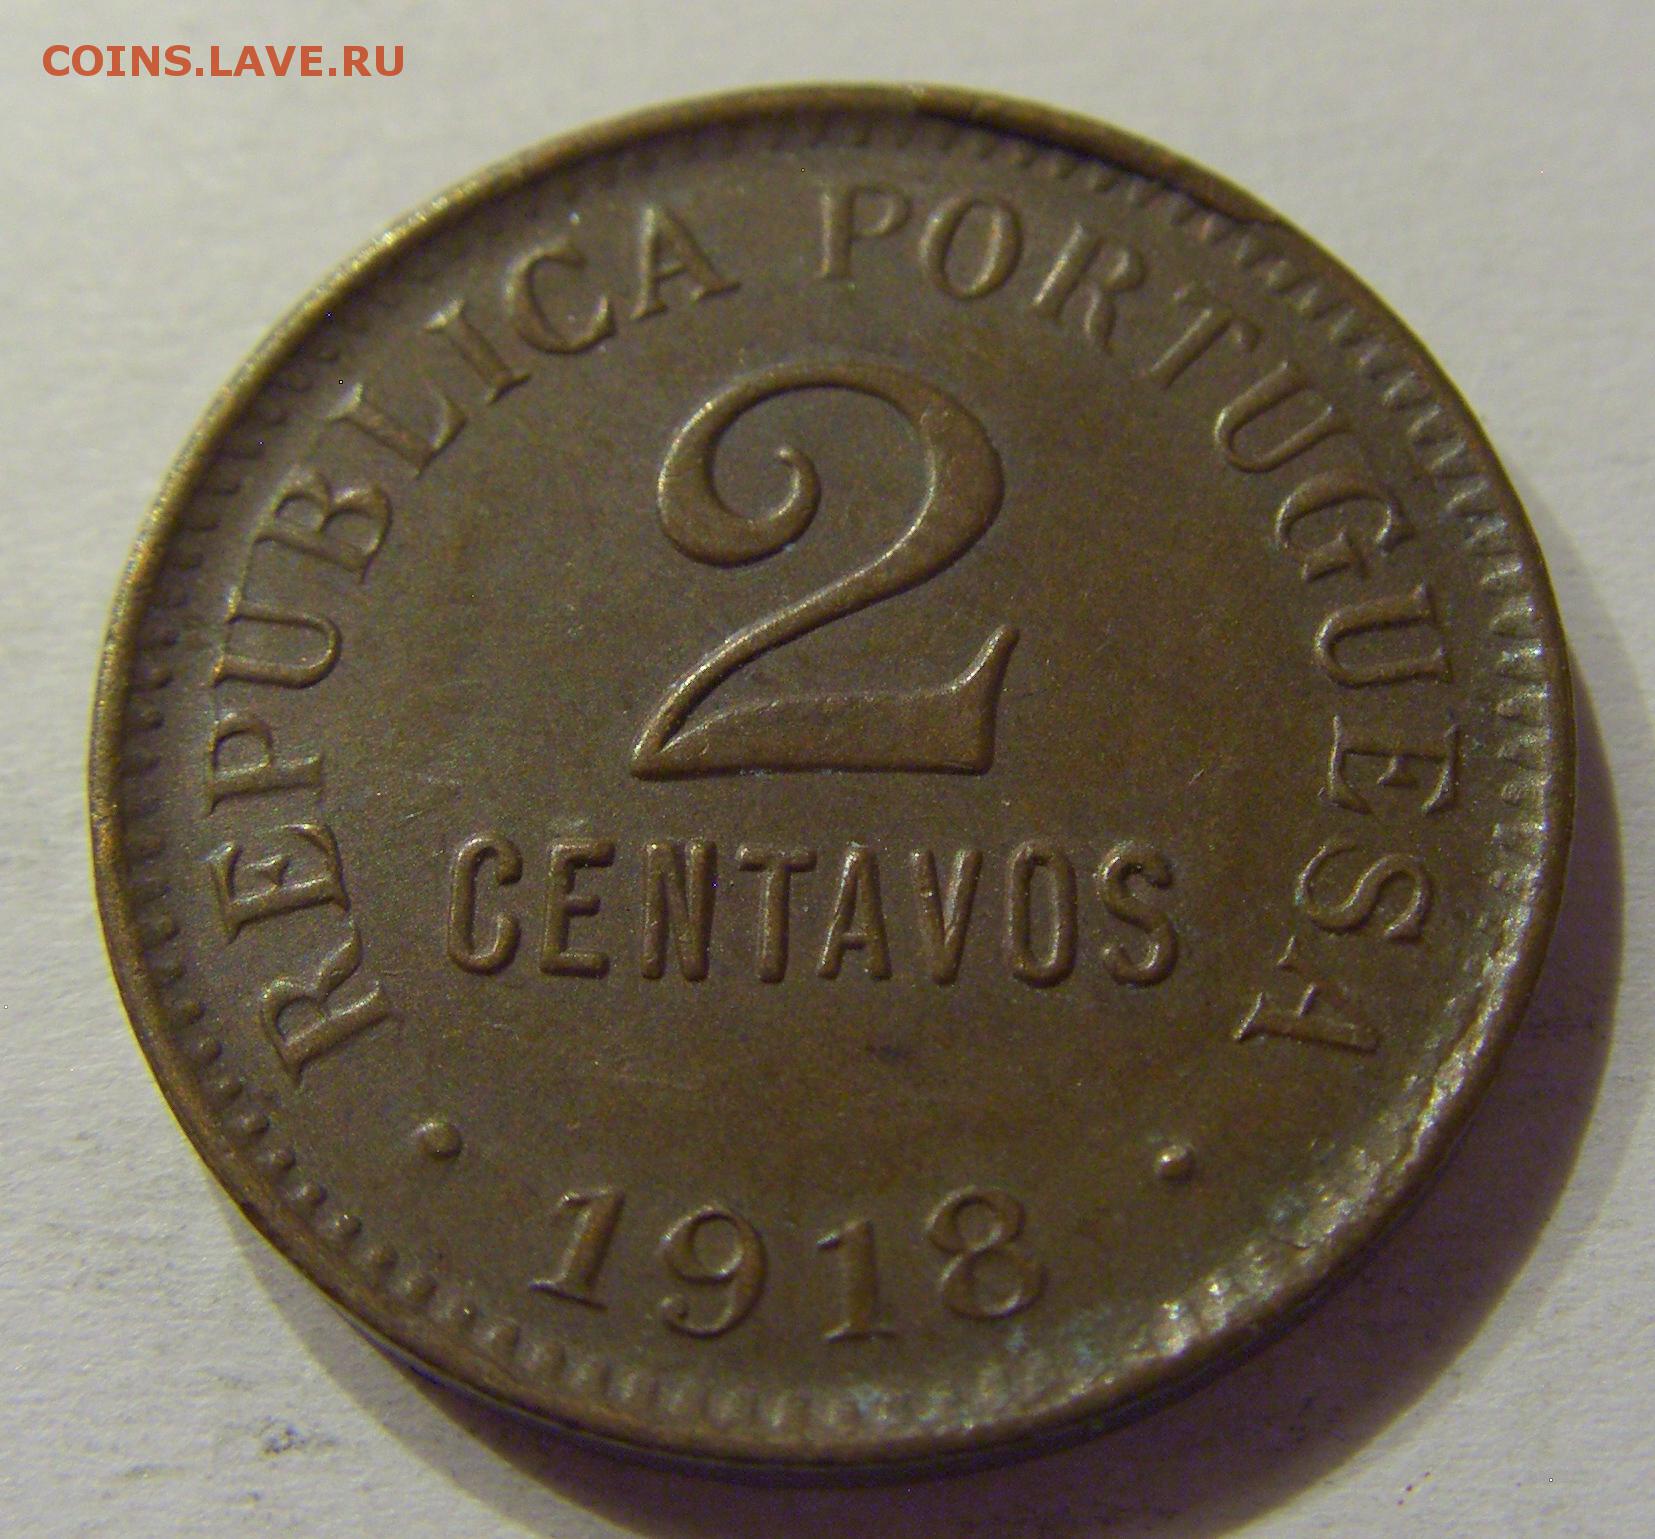 COINS.LAVE.RU
REPUBLICA PORTUGUESA
2
CENTAVOS
• 1918 •